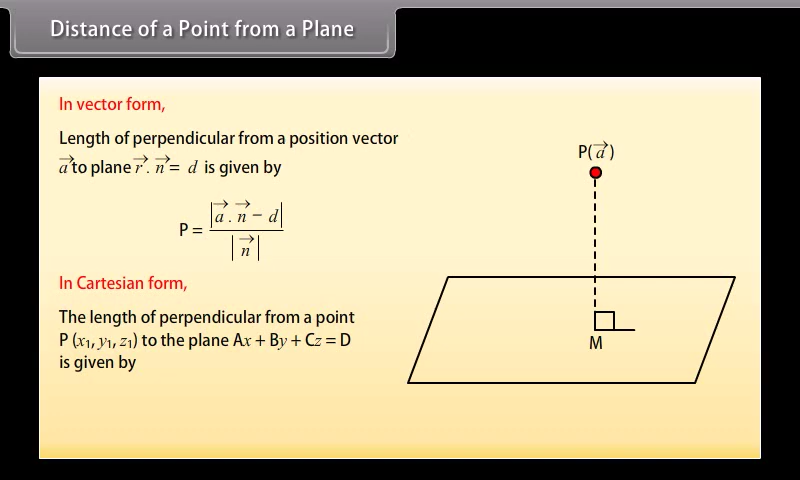 Distance of a Point from a Plane
In vector form,
Length of perpendicular from a position vector
a⃗ to plane r⃗ . n⃗ = d is given by
P = |a⃗ . n⃗ – d| / |n⃗|
In Cartesian form,
The length of perpendicular from a point
P (x₁, y₁, z₁) to the plane Ax + By + Cz = D
is given by
P(a⃗)
M